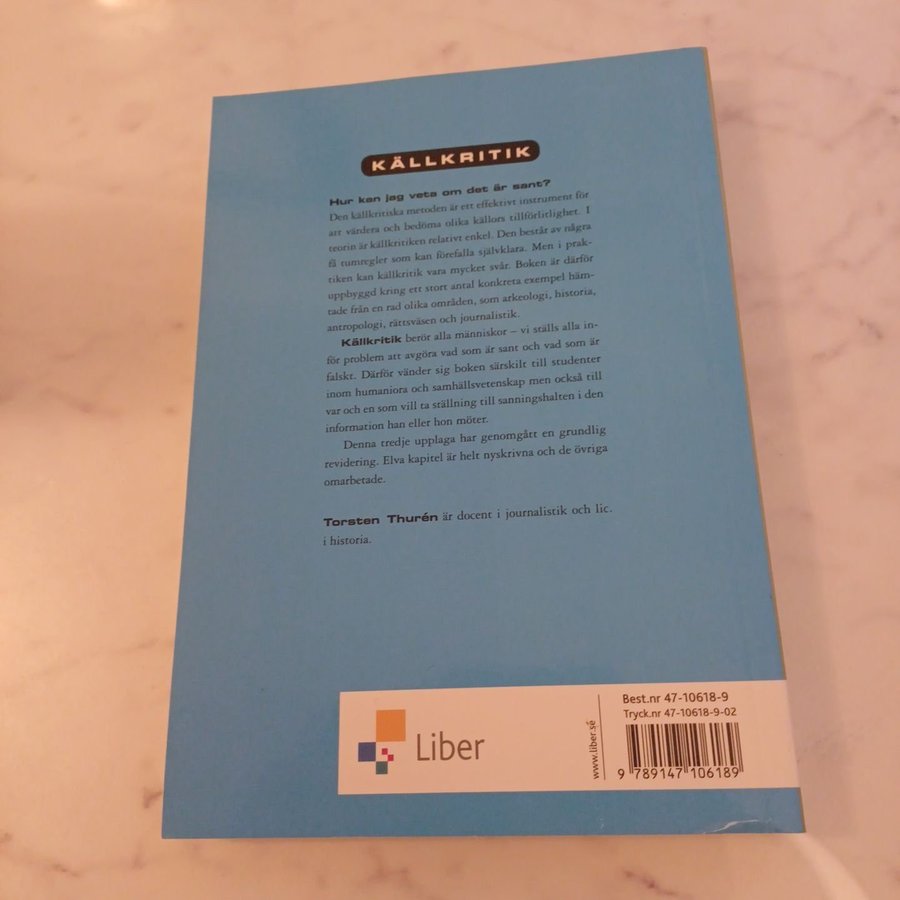 KÄLLKRITIK
Hur kan jag veta om det är sant?
Den källkritiska metoden är ett effektivt instrument för
att värdera och bedöma olika källors tillförlitlighet. I
teorin är källkritiken relativt enkel. Den består av några
få tumregler som kan förefalla självklara. Men i prak-
tiken kan källkritik vara mycket svår. Boken är därför
uppbyggd kring ett stort antal konkreta exempel häm-
tade från en rad olika områden, som arkeologi, historia,
antropologi, rättsväsen och journalistik.
Källkritik berör alla människor – vi ställs alla in-
för problem att avgöra vad som är sant och vad som är
falskt. Därför vänder sig boken särskilt till studenter
inom humaniora och samhällsvetenskap men också till
var och en som vill ta ställning till sanningshalten i den
information han eller hon möter.
Denna tredje upplaga har genomgått en grundlig
revidering. Elva kapitel är helt nyskrivna och de övriga
omarbetade.
Torsten Thurén är docent i journalistik och lic.
i historia.
Liber
www.liber.se
Best.nr 47-10618-9
Tryck.nr 47-10618-9-02
9 789147 106189